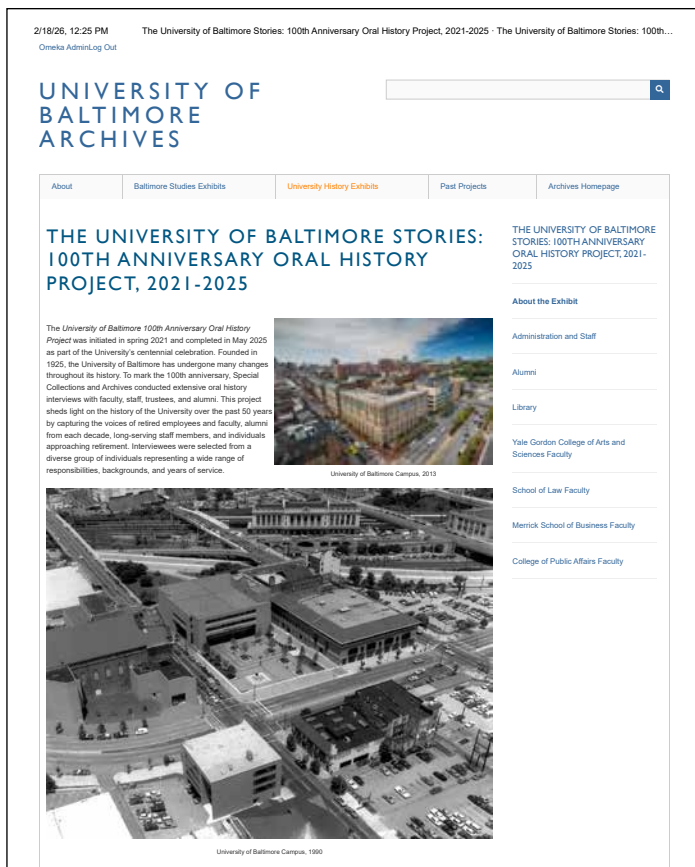 2/18/26, 12:25 PM The University of Baltimore Stories: 100th Anniversary Oral History Project, 2021-2025 · The University of Baltimore Stories: 100th…
Omeka AdminLog Out
UNIVERSITY OF
BALTIMORE
ARCHIVES
About Baltimore Studies Exhibits University History Exhibits Past Projects Archives Homepage
THE UNIVERSITY OF BALTIMORE STORIES:
100TH ANNIVERSARY ORAL HISTORY
PROJECT, 2021-2025
The University of Baltimore 100th Anniversary Oral History
Project was initiated in spring 2021 and completed in May 2025
as part of the University's centennial celebration. Founded in
1925, the University of Baltimore has undergone many changes
throughout its history. To mark the 100th anniversary, Special
Collections and Archives conducted extensive oral history
interviews with faculty, staff, trustees, and alumni. This project
sheds light on the history of the University over the past 50 years
by capturing the voices of retired employees and faculty, alumni
from each decade, long-serving staff members, and individuals
approaching retirement. Interviewees were selected from a
diverse group of individuals representing a wide range of
responsibilities, backgrounds, and years of service.
University of Baltimore Campus, 2013
University of Baltimore Campus, 1990
THE UNIVERSITY OF BALTIMORE
STORIES: 100TH ANNIVERSARY
ORAL HISTORY PROJECT, 2021-
2025
About the Exhibit
Administration and Staff
Alumni
Library
Yale Gordon College of Arts and
Sciences Faculty
School of Law Faculty
Merrick School of Business Faculty
College of Public Affairs Faculty